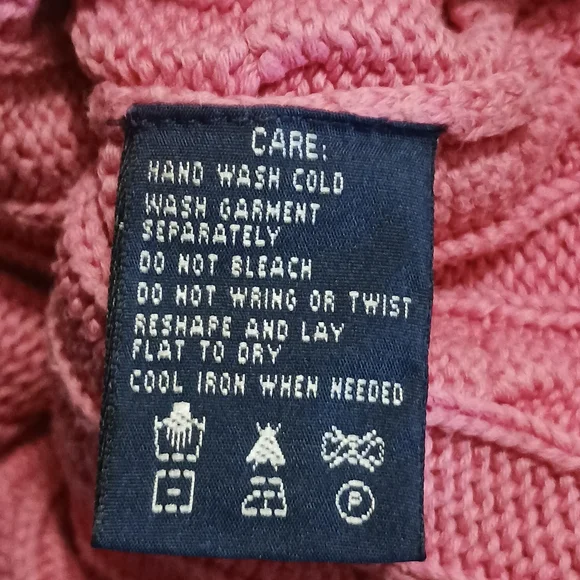 CARE:
HAND WASH COLD
WASH GARMENT
SEPARATELY
DO NOT BLEACH
DO NOT WRING OR TWIST
RESHAPE AND LAY
FLAT TO DRY
COOL IRON WHEN NEEDED
P